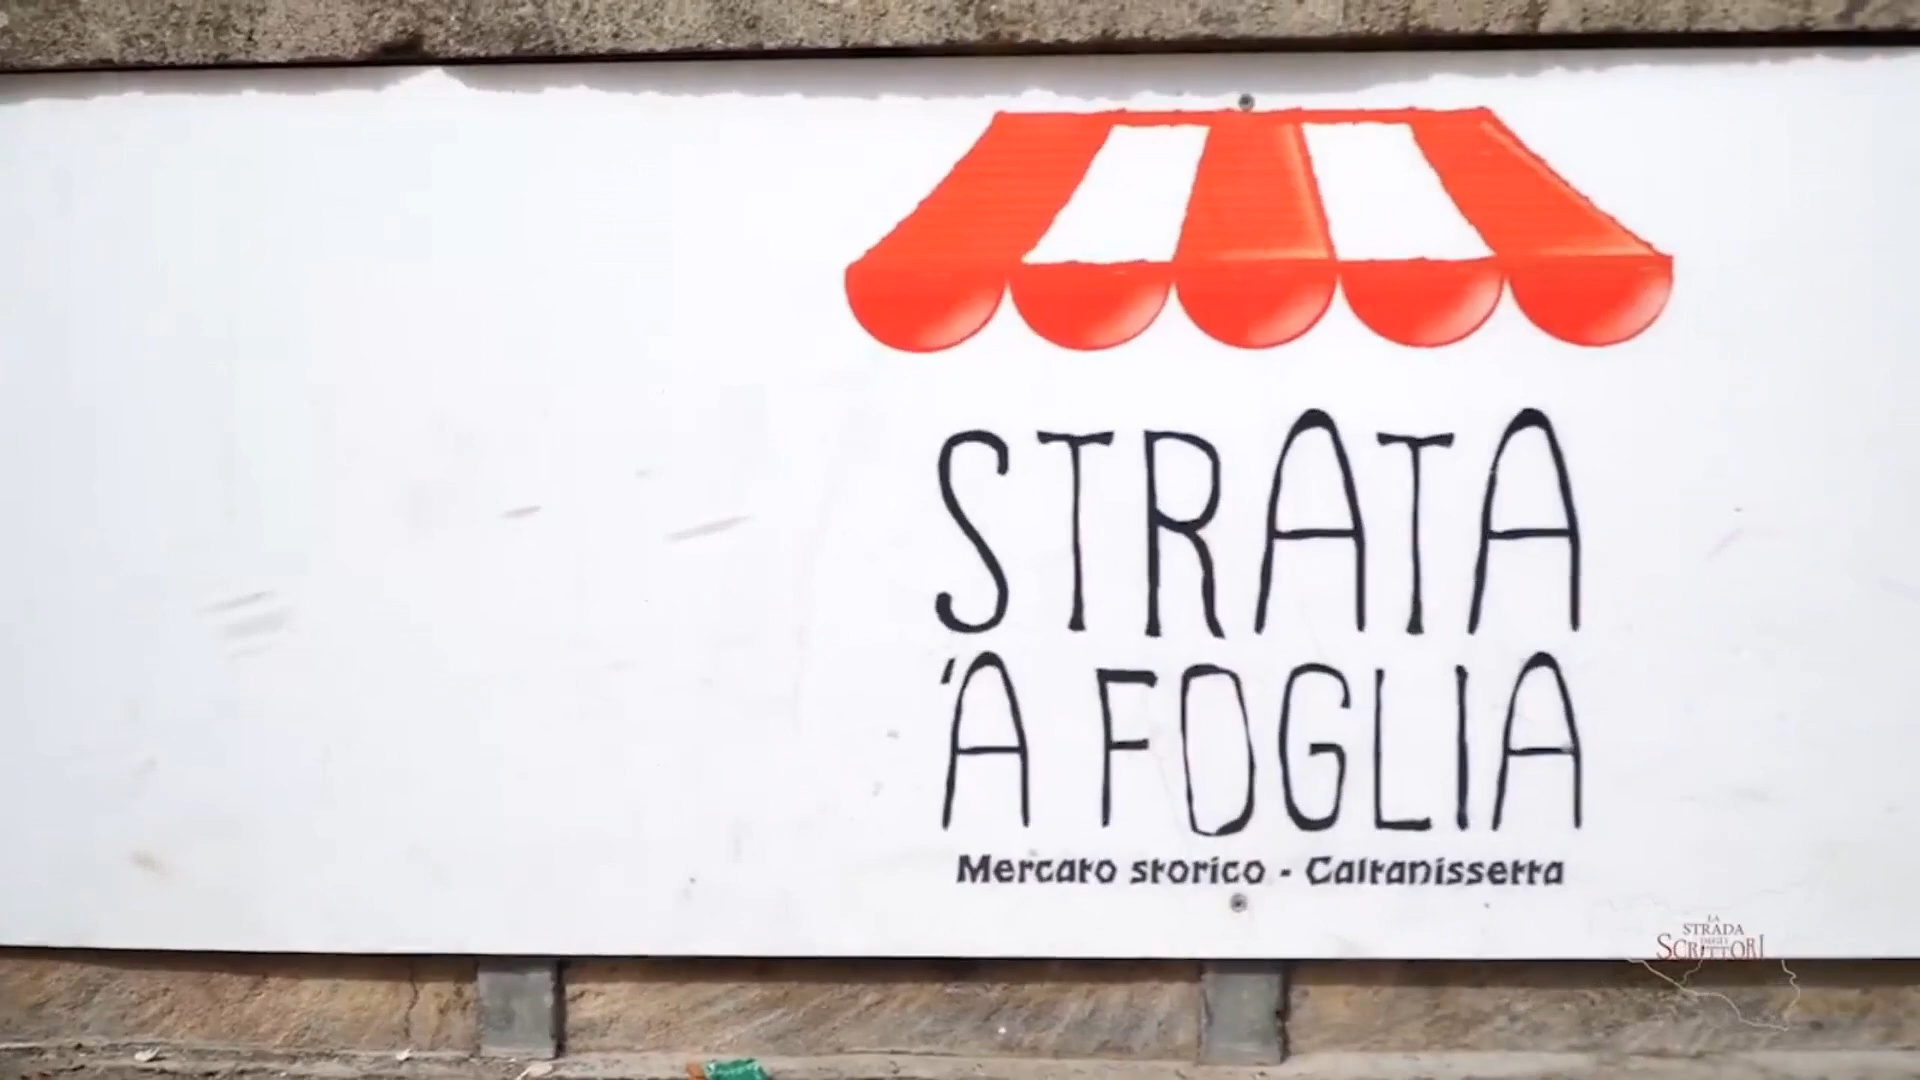 STRATA
'A FOGLIA
Mercato storico - Caltanissetta
LA
STRADA
DEGLI
SCRITTORI